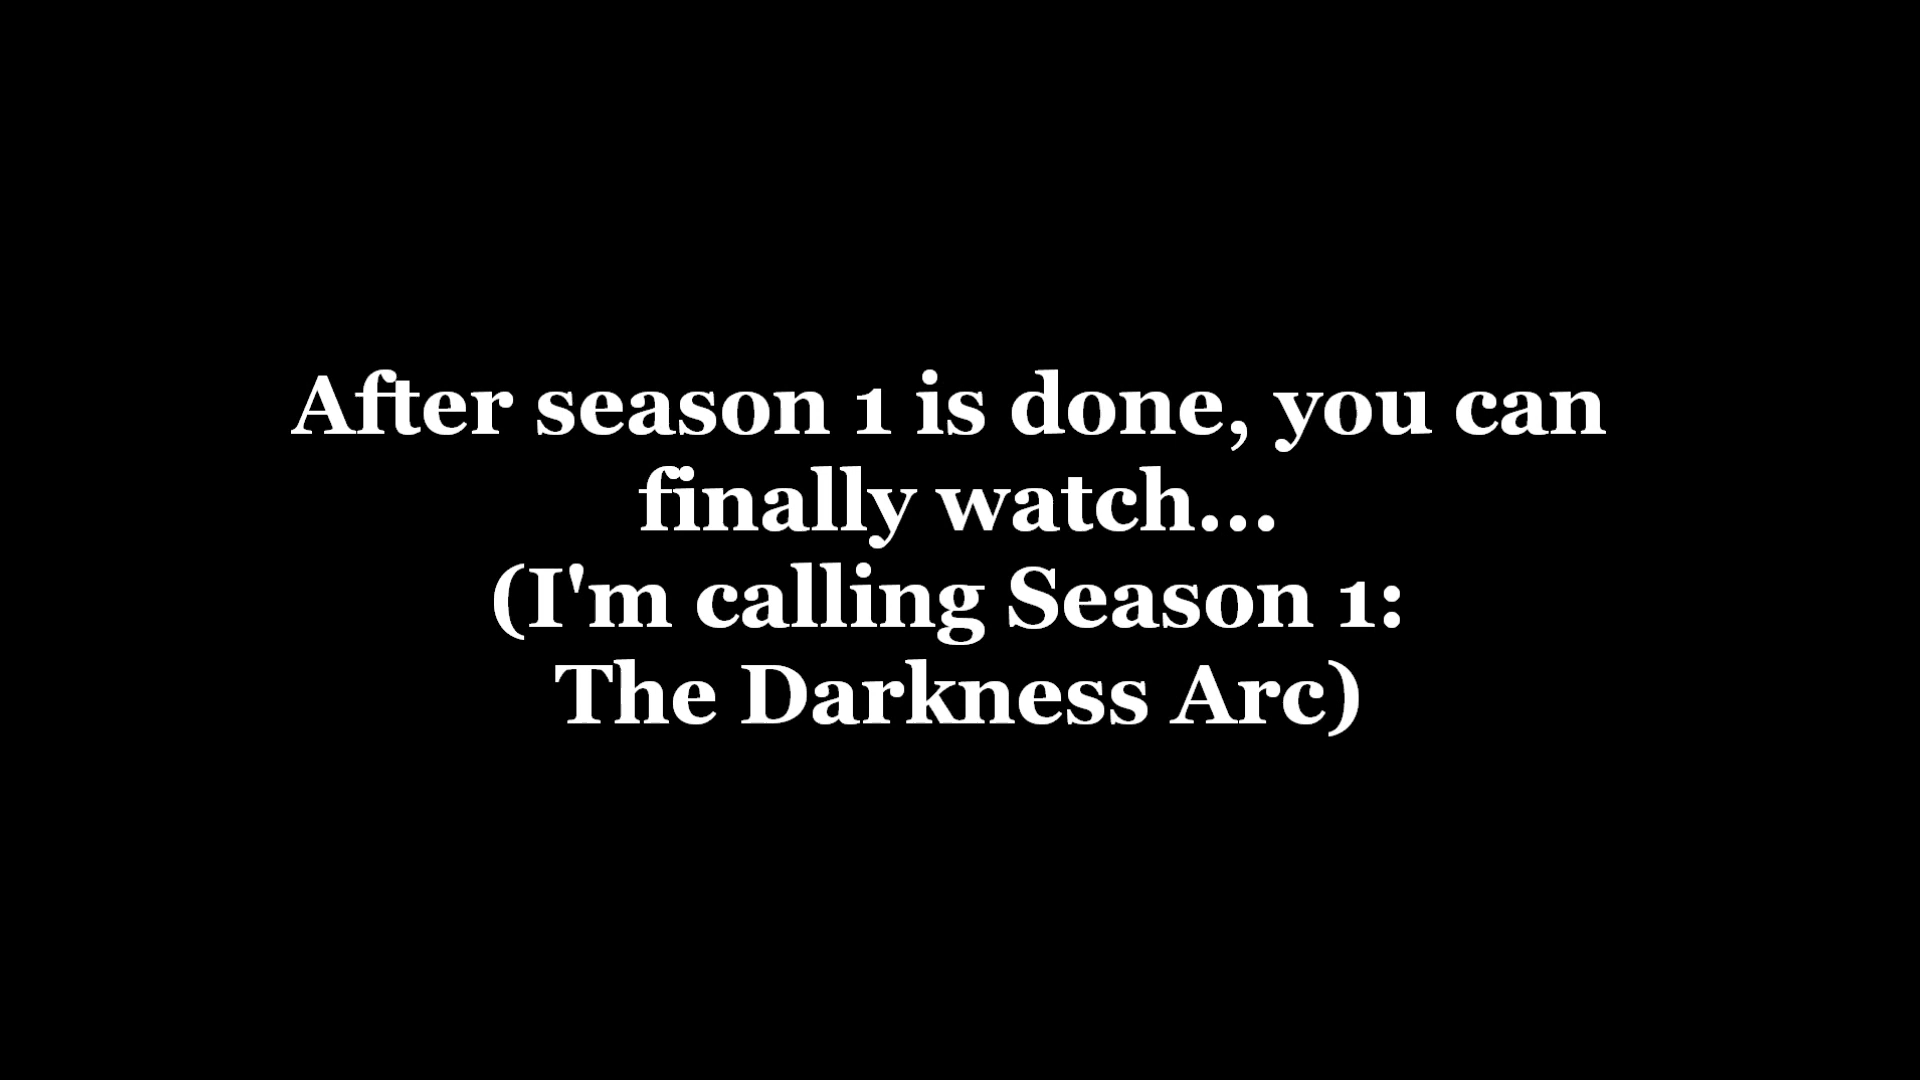 After season 1 is done, you can
finally watch...
(I'm calling Season 1:
The Darkness Arc)